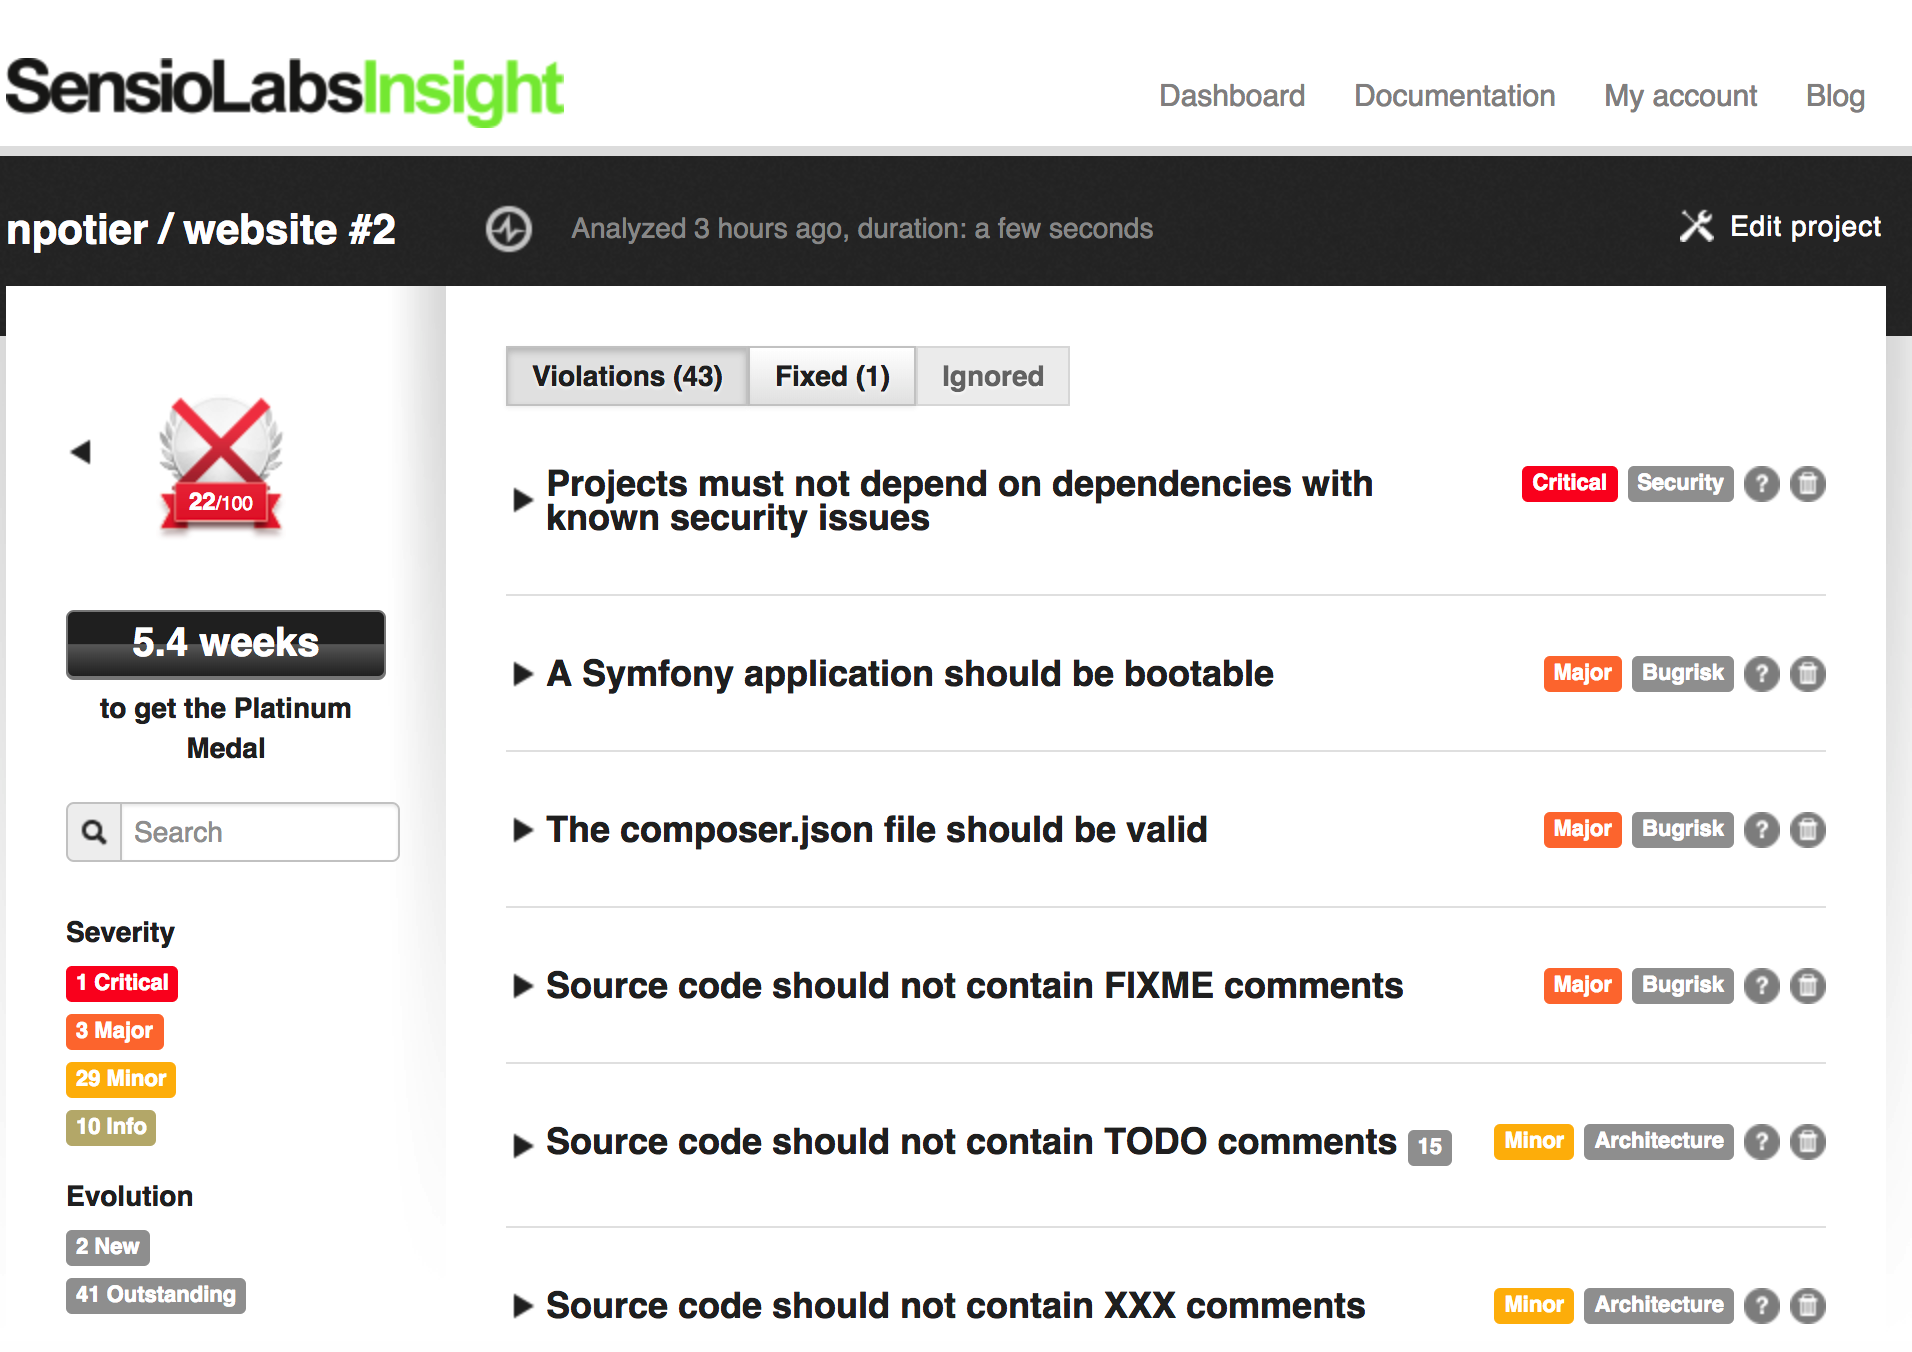 SensioLabsInsight
Dashboard Documentation My account Blog
npotier / website #2
Analyzed 3 hours ago, duration: a few seconds
Edit project
22/100
5.4 weeks
to get the Platinum
Medal
Search
Severity
1 Critical
3 Major
29 Minor
10 Info
Evolution
2 New
41 Outstanding
Violations (43) Fixed (1) Ignored
Projects must not depend on dependencies with
known security issues
Critical Security ?
A Symfony application should be bootable
Major Bugrisk ?
The composer.json file should be valid
Major Bugrisk ?
Source code should not contain FIXME comments
Major Bugrisk ?
Source code should not contain TODO comments 15
Minor Architecture ?
Source code should not contain XXX comments
Minor Architecture ?